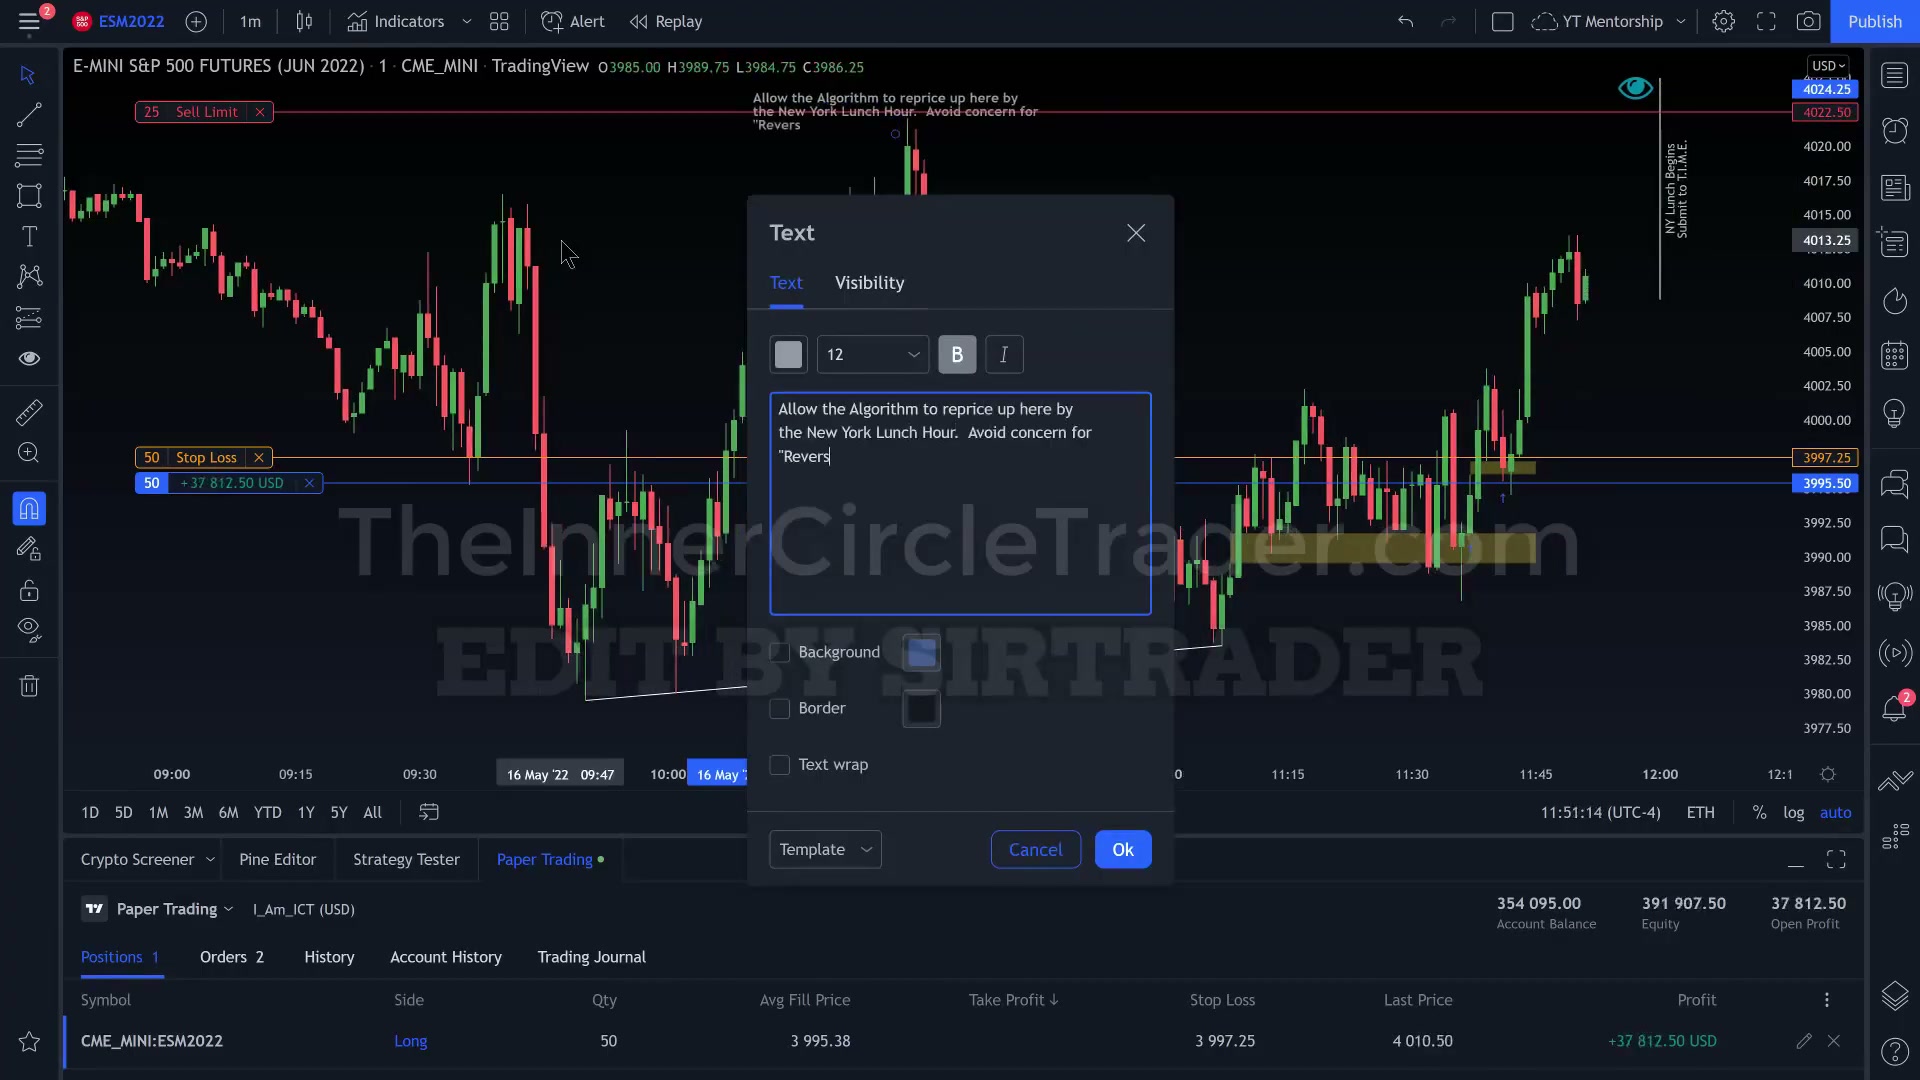 2
S&P 500
ESM2022
1m
Indicators
Alert
Replay
YT Mentorship
Publish
E-MINI S&P 500 FUTURES (JUN 2022) · 1 · CME_MINI · TradingView O3985.00 H3989.75 L3984.75 C3986.25
USD
4024.25
4022.50
4020.00
4017.50
4015.00
4013.25
4010.00
4007.50
4005.00
4002.50
4000.00
3997.25
3995.50
3992.50
3990.00
3987.50
3985.00
3982.50
3980.00
3977.50
25 Sell Limit
Allow the Algorithm to reprice up here by
the New York Lunch Hour. Avoid concern for
"Revers
NY Lunch Begins
Submit to T.I.M.E.
50 Stop Loss
50 +37 812.50 USD
Text
Text Visibility
12 B I
Allow the Algorithm to reprice up here by
the New York Lunch Hour.  Avoid concern for
"Revers
TheInnerCircleTrader.com
EDIT BY SIRTRADER
Background
Border
Text wrap
Template
Cancel
Ok
09:00 09:15 09:30 16 May '22 09:47 10:00 16 May '2 0 11:15 11:30 11:45 12:00 12:1
1D 5D 1M 3M 6M YTD 1Y 5Y All
11:51:14 (UTC-4) ETH % log auto
Crypto Screener Pine Editor Strategy Tester Paper Trading
Paper Trading I_Am_ICT (USD)
354 095.00 391 907.50 37 812.50
Account Balance Equity Open Profit
Positions 1 Orders 2 History Account History Trading Journal
Symbol Side Qty Avg Fill Price Take Profit ↓ Stop Loss Last Price Profit
CME_MINI:ESM2022 Long 50 3 995.38 3 997.25 4 010.50 +37 812.50 USD
2